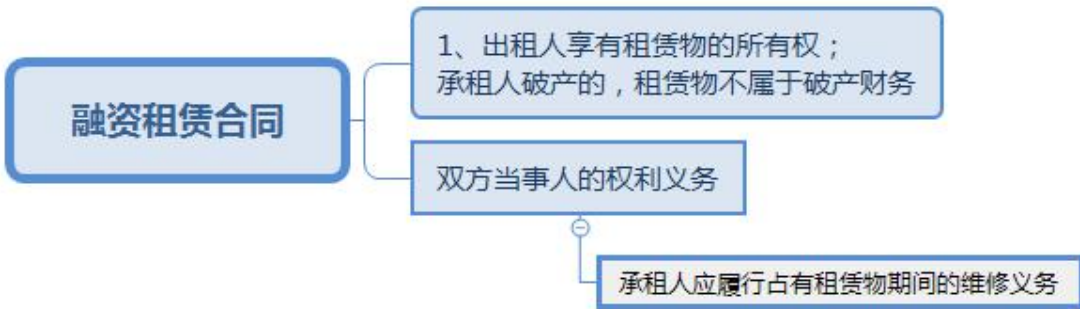 融资租赁合同
1、出租人享有租赁物的所有权；
承租人破产的，租赁物不属于破产财务
双方当事人的权利义务
承租人应履行占有租赁物期间的维修义务